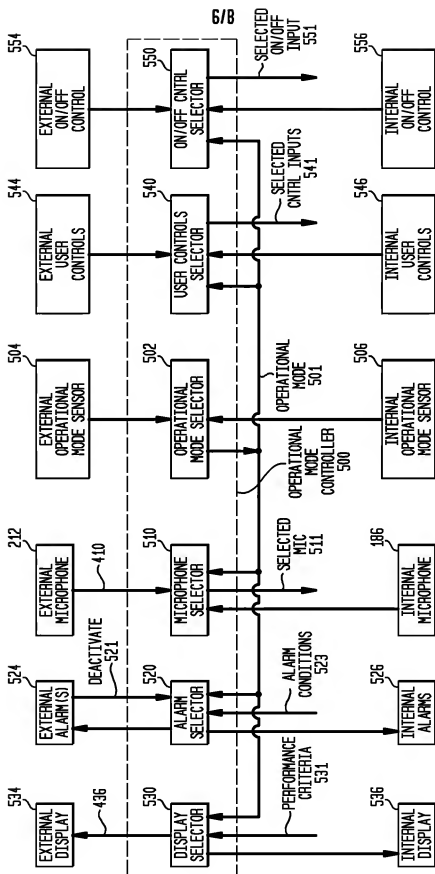 6/8
534
EXTERNAL
DISPLAY
524
EXTERNAL
ALARM(S)
212
EXTERNAL
MICROPHONE
504
EXTERNAL
OPERATIONAL
MODE SENSOR
544
EXTERNAL
USER
CONTROLS
554
EXTERNAL
ON/OFF
CONTROL
436
DEACTIVATE
521
410
530
DISPLAY
SELECTOR
520
ALARM
SELECTOR
510
MICROPHONE
SELECTOR
502
OPERATIONAL
MODE SELECTOR
540
USER CONTROLS
SELECTOR
550
ON/OFF CNTRL
SELECTOR
PERFORMANCE
CRITERIA
531
ALARM
CONDITIONS
523
SELECTED
MIC
511
OPERATIONAL
MODE
CONTROLLER
500
OPERATIONAL
MODE
501
SELECTED
CNTRL INPUTS
541
SELECTED
ON/OFF
INPUT
551
536
INTERNAL
DISPLAY
526
INTERNAL
ALARMS
186
INTERNAL
MICROPHONE
506
INTERNAL
OPERATIONAL
MODE SENSOR
546
INTERNAL
USER
CONTROLS
556
INTERNAL
ON/OFF
CONTROL